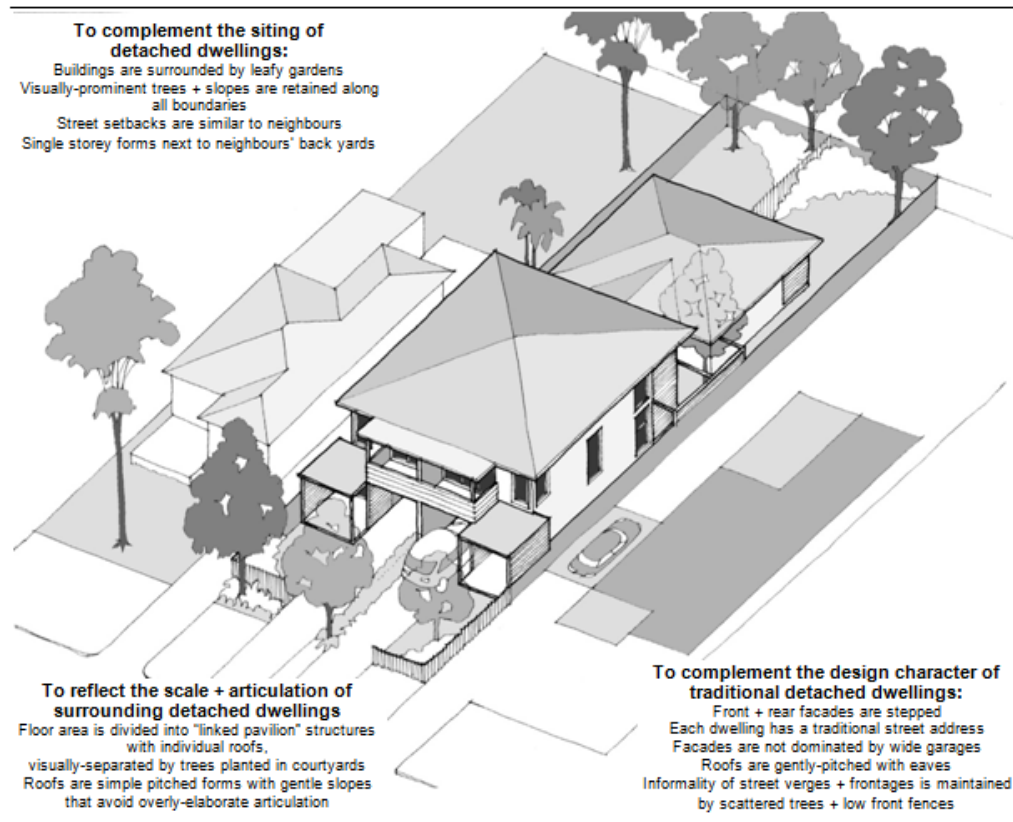 To complement the siting of
detached dwellings:
Buildings are surrounded by leafy gardens
Visually-prominent trees + slopes are retained along
all boundaries
Street setbacks are similar to neighbours
Single storey forms next to neighbours' back yards
To reflect the scale + articulation of
surrounding detached dwellings
Floor area is divided into "linked pavilion" structures
with individual roofs,
visually-separated by trees planted in courtyards
Roofs are simple pitched forms with gentle slopes
that avoid overly-elaborate articulation
To complement the design character of
traditional detached dwellings:
Front + rear facades are stepped
Each dwelling has a traditional street address
Facades are not dominated by wide garages
Roofs are gently-pitched with eaves
Informality of street verges + frontages is maintained
by scattered trees + low front fences